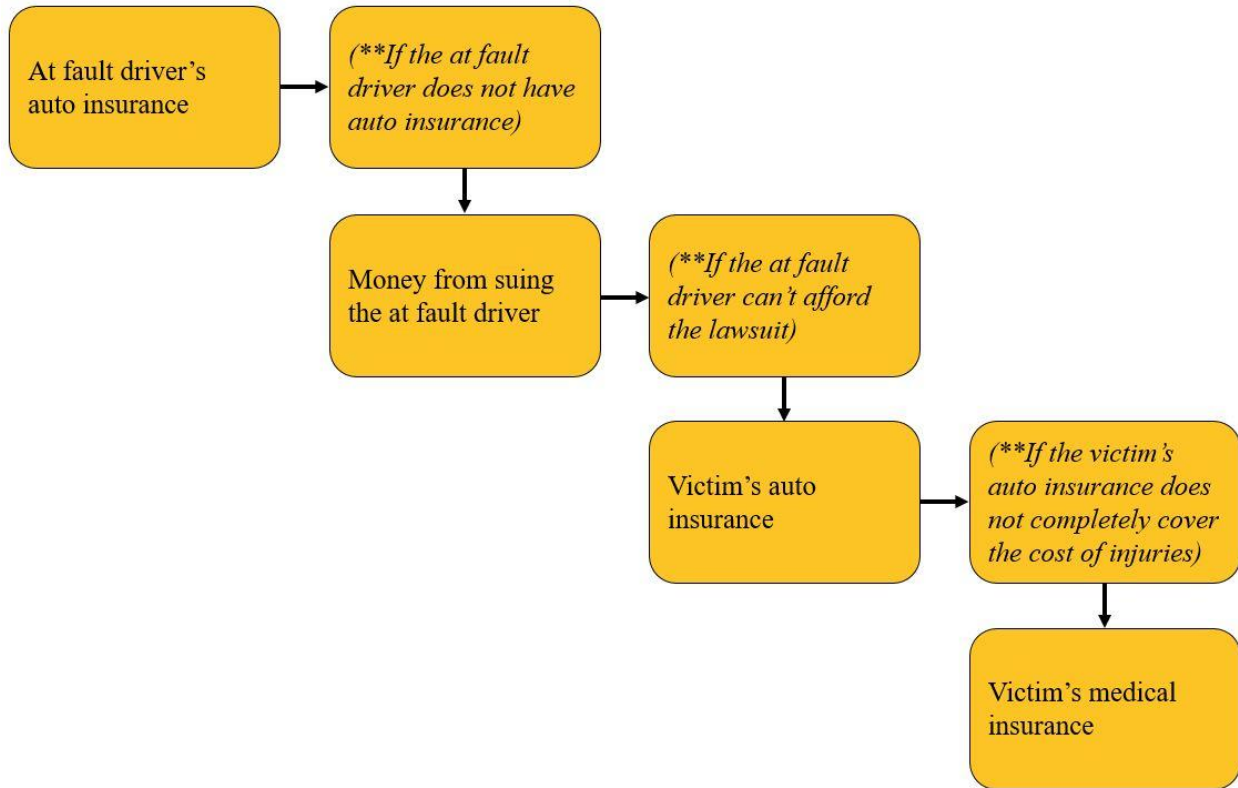 At fault driver’s
auto insurance
(**If the at fault
driver does not have
auto insurance)
Money from suing
the at fault driver
(**If the at fault
driver can’t afford
the lawsuit)
Victim’s auto
insurance
(**If the victim’s
auto insurance does
not completely cover
the cost of injuries)
Victim’s medical
insurance